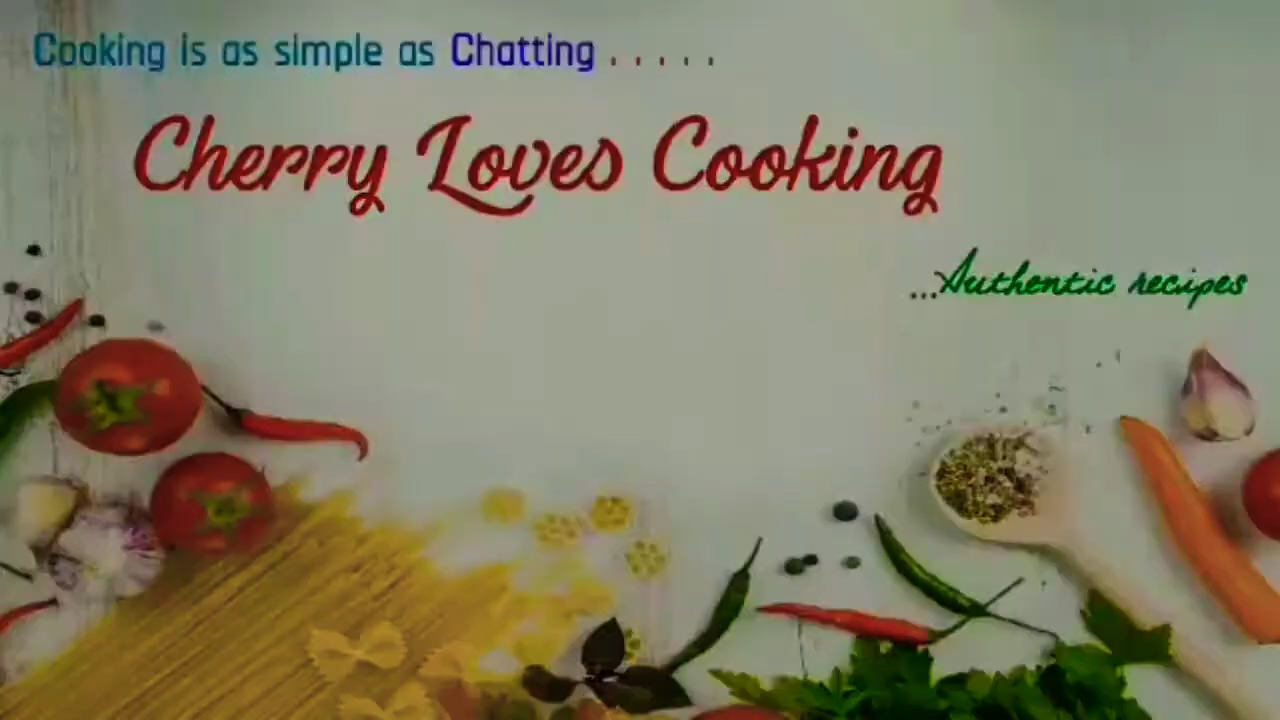 Cooking is as simple as Chatting . . . . .
Cherry Loves Cooking
...Authentic recipes